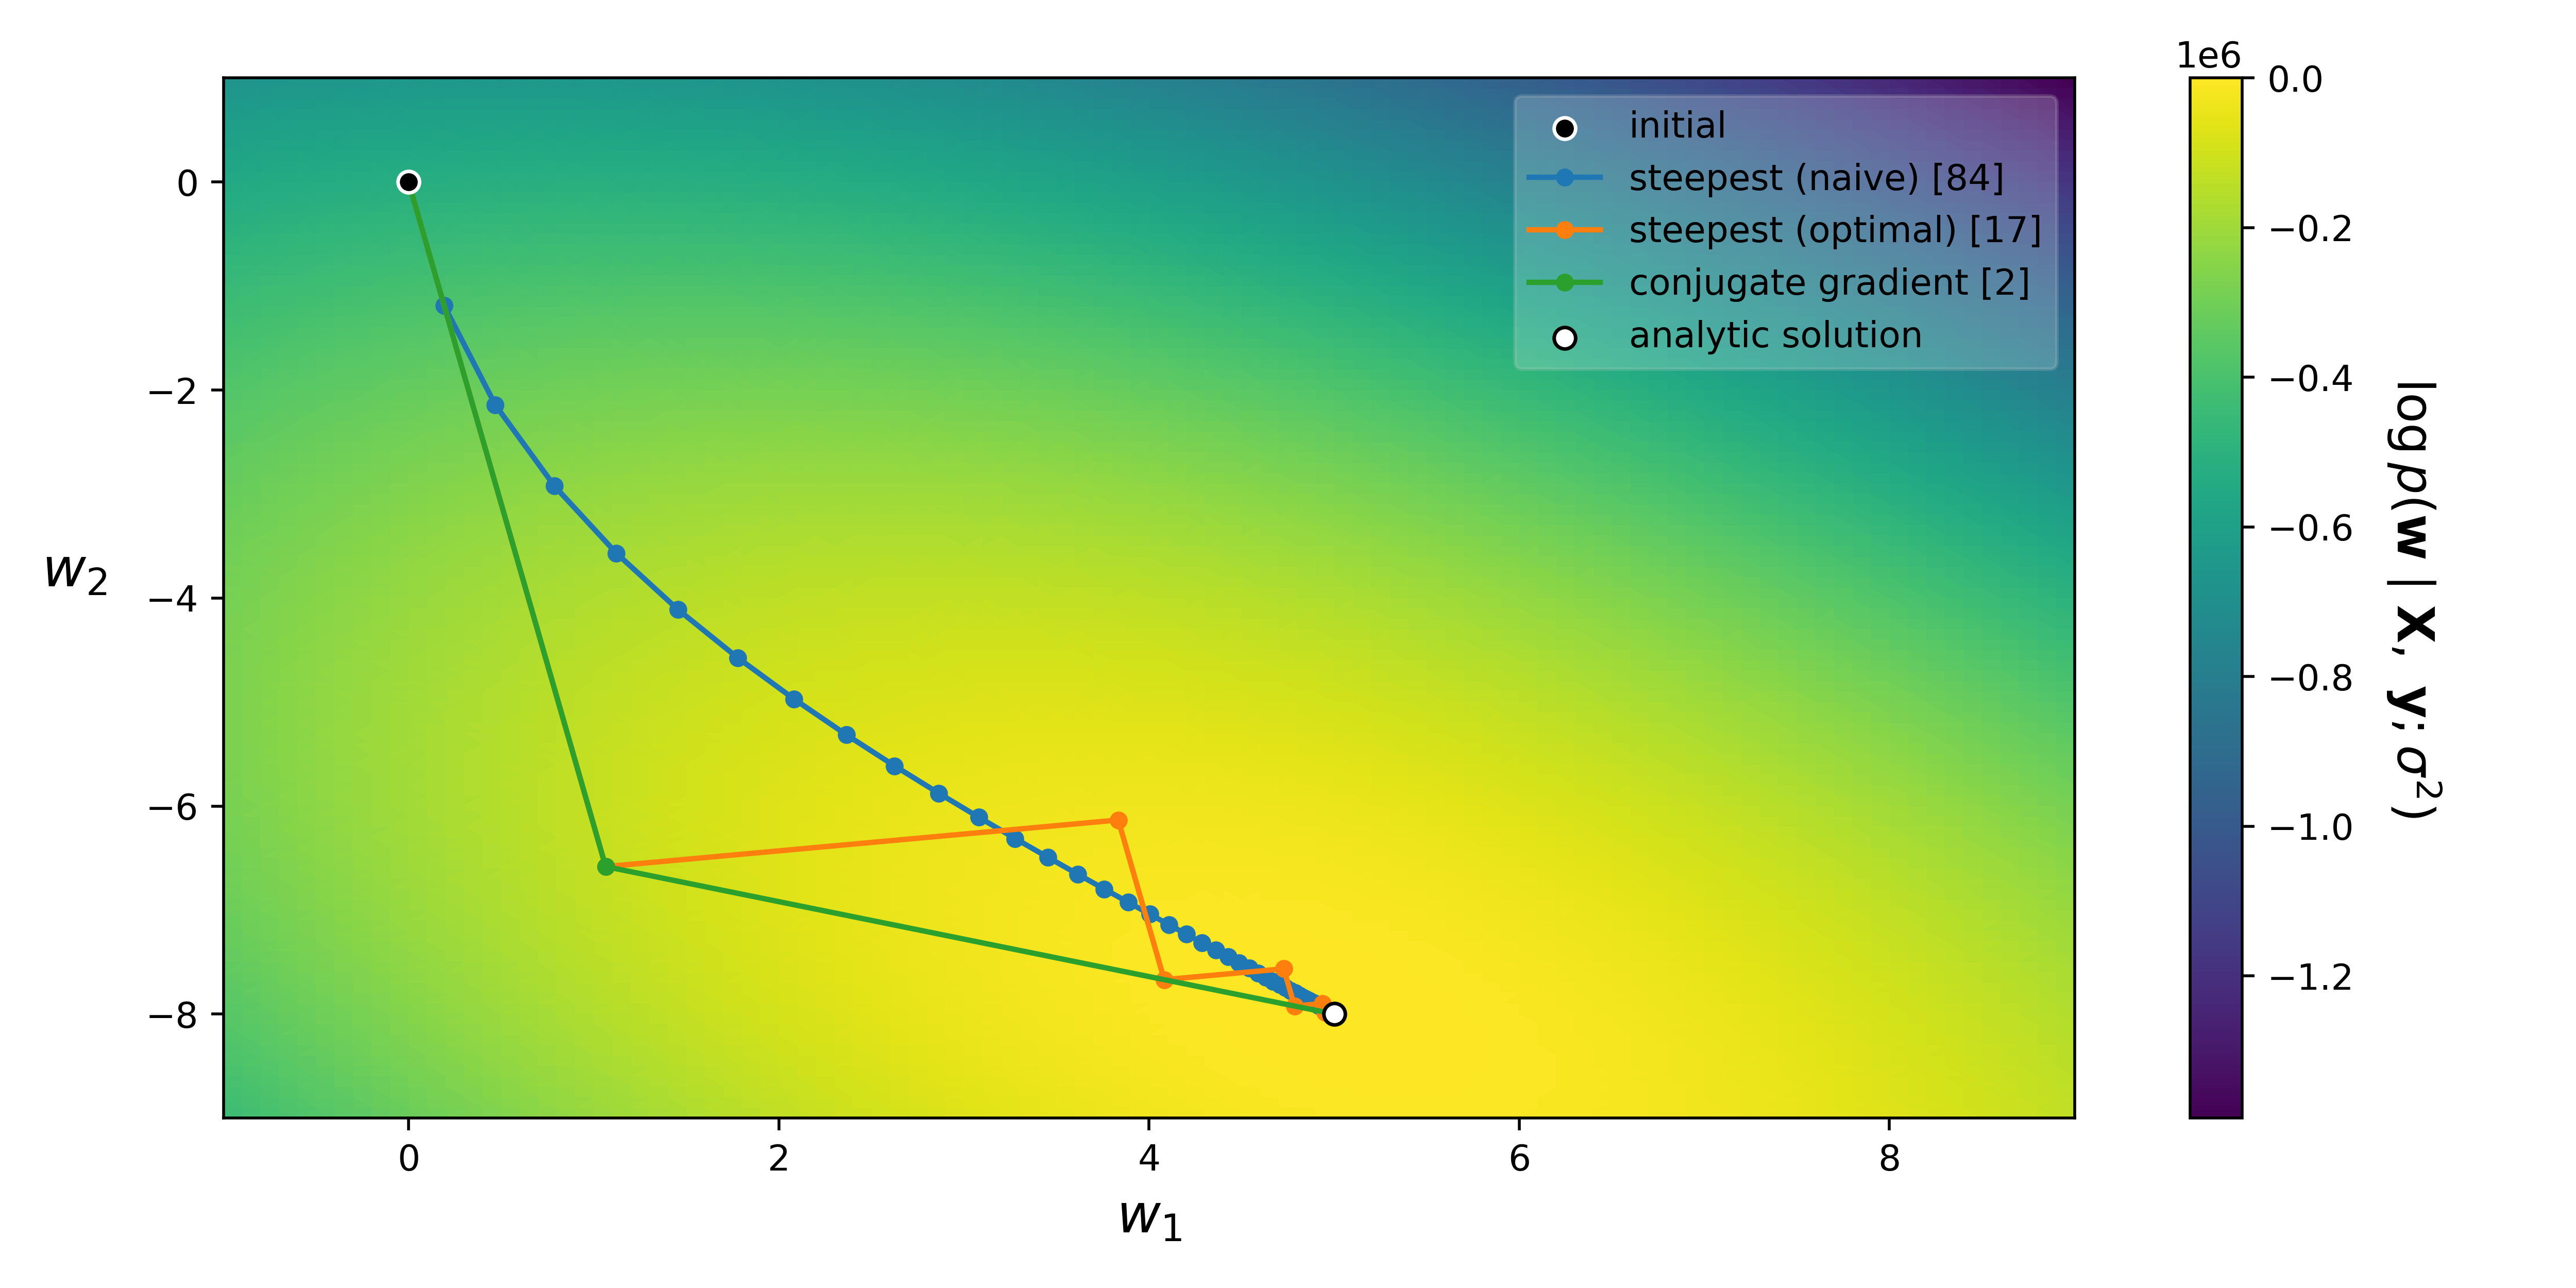 1e6
initial
steepest (naive) [84]
steepest (optimal) [17]
conjugate gradient [2]
analytic solution
0
−2
−4
−6
−8
w₂
0 2 4 6 8
w₁
0.0
−0.2
−0.4
−0.6
−0.8
−1.0
−1.2
log p(w | X, y; σ²)